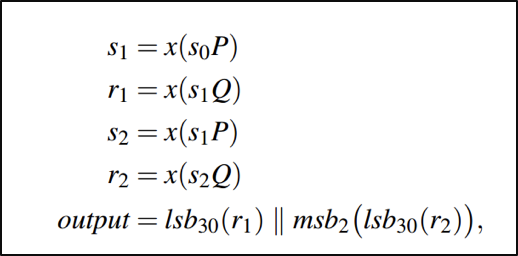 s₁ = x(s₀P)
r₁ = x(s₁Q)
s₂ = x(s₁P)
r₂ = x(s₂Q)
output = lsb₃₀(r₁) || msb₂(lsb₃₀(r₂)),